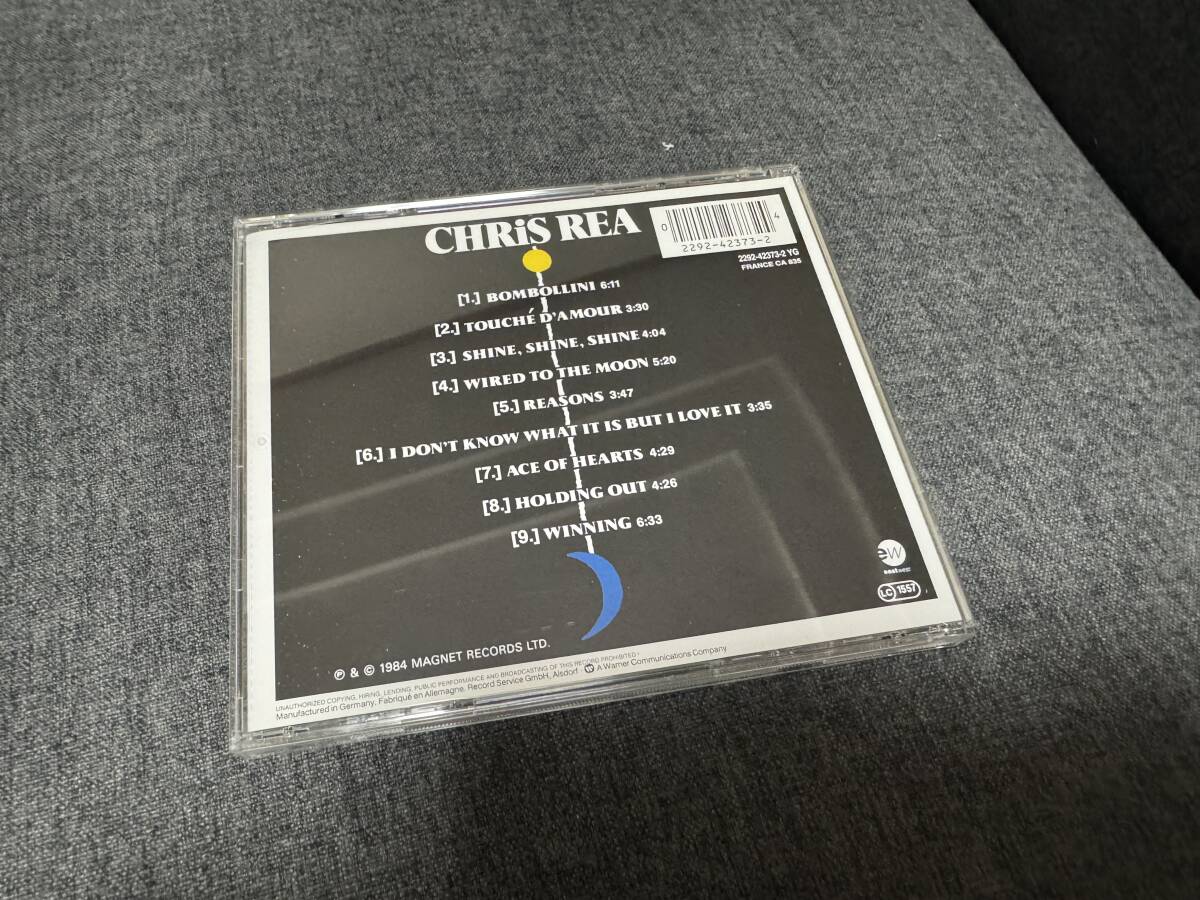 CHRiS REA
0 2292-42373-2 4
2292-42373-2 YG
FRANCE CA 835
[1.] BOMBOLLINI 6:11
[2.] TOUCHÉ D'AMOUR 3:30
[3.] SHINE, SHINE, SHINE 4:04
[4.] WIRED TO THE MOON 5:20
[5.] REASONS 3:47
[6.] I DON'T KNOW WHAT IT IS BUT I LOVE IT 3:35
[7.] ACE OF HEARTS 4:29
[8.] HOLDING OUT 4:26
[9.] WINNING 6:33
ew
eastwest
LC 1557
℗ & © 1984 MAGNET RECORDS LTD.
UNAUTHORIZED COPYING, HIRING, LENDING, PUBLIC PERFORMANCE AND BROADCASTING OF THIS RECORD PROHIBITED ·
Manufactured in Germany. Fabriqué en Allemagne. Record Service GmbH, Alsdorf · A Warner Communications Company